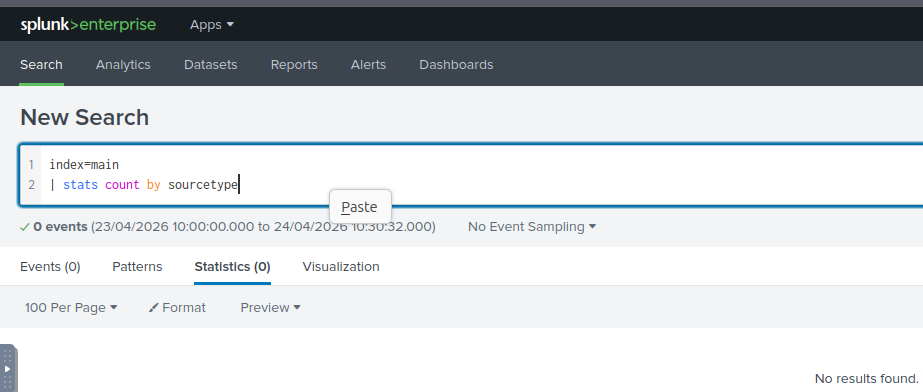 splunk>enterprise Apps
Search Analytics Datasets Reports Alerts Dashboards
New Search
1 index=main
2 | stats count by sourcetype
Paste
0 events (23/04/2026 10:00:00.000 to 24/04/2026 10:30:32.000) No Event Sampling
Events (0) Patterns Statistics (0) Visualization
100 Per Page Format Preview
No results found.